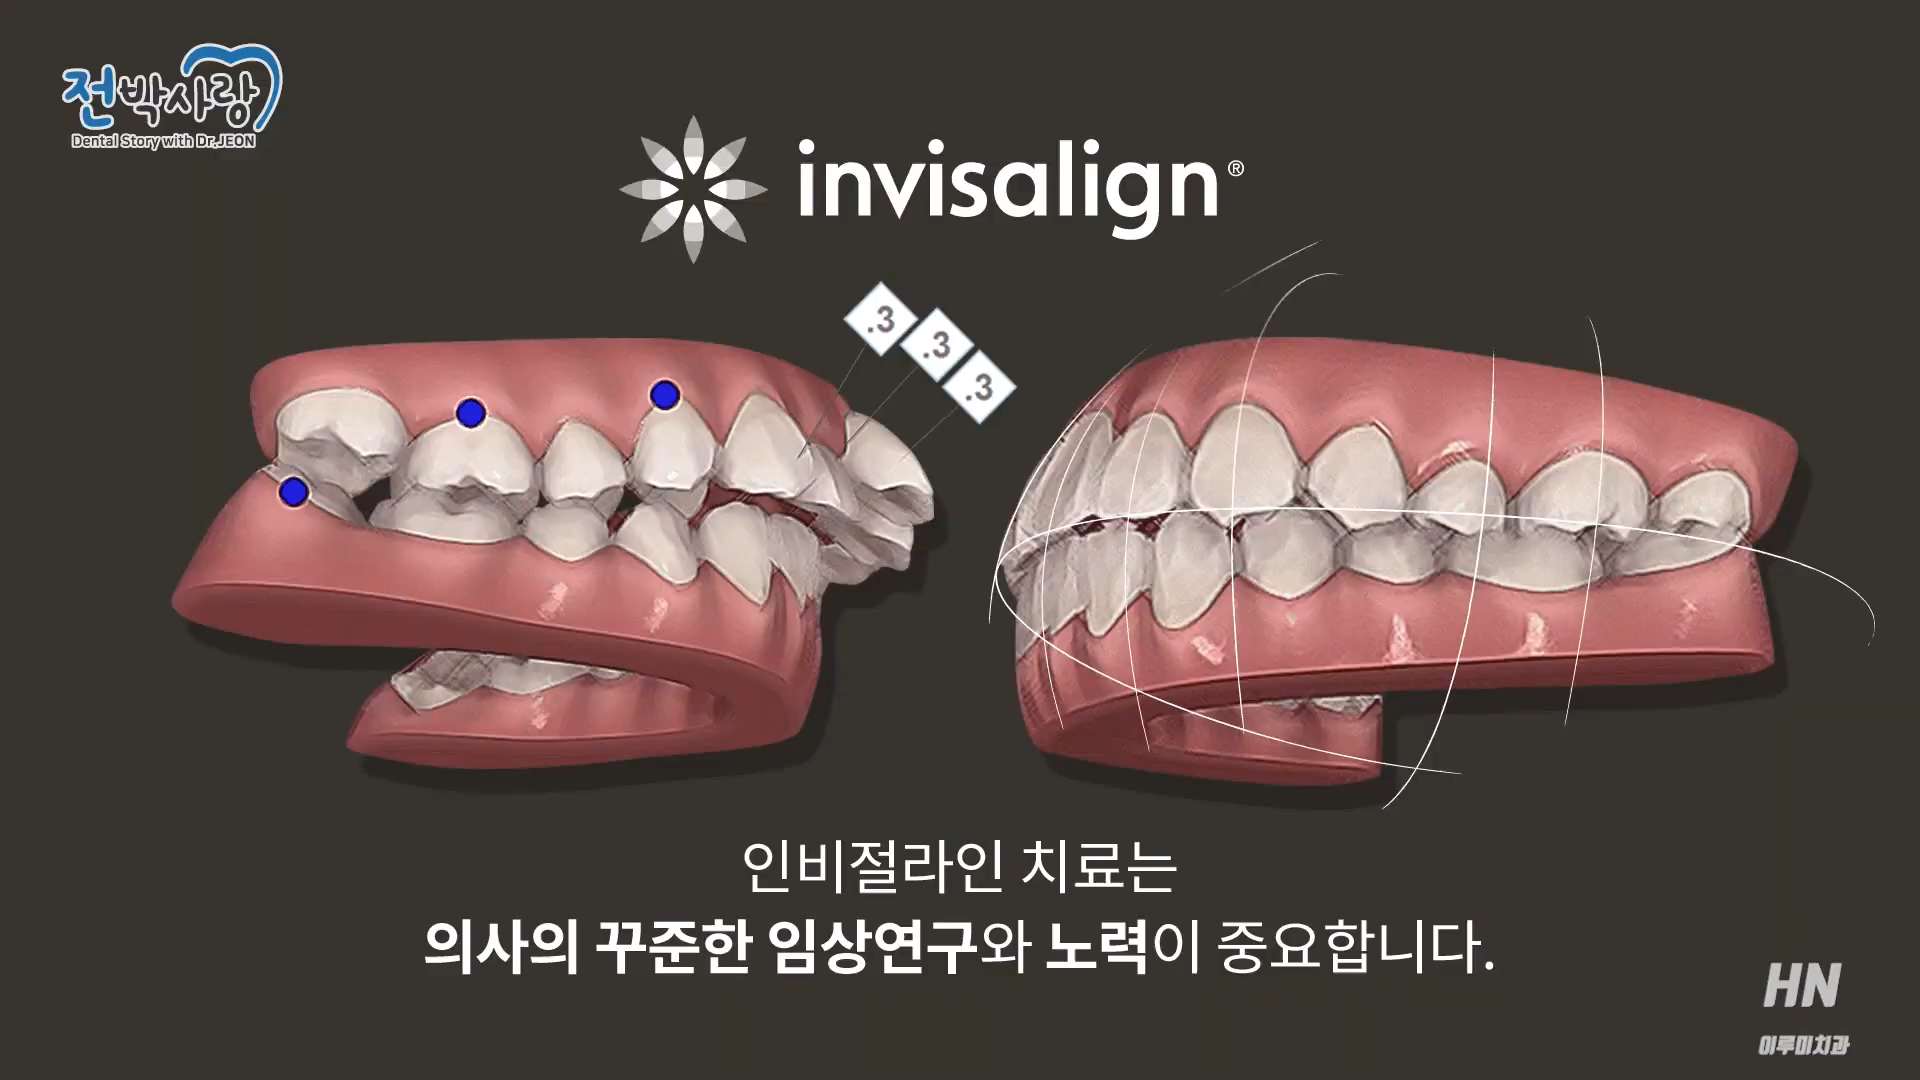 전박사랑
Dental Story with Dr.JEON
invisalign®
.3
.3
.3
인비절라인 치료는
의사의 꾸준한 임상연구와 노력이 중요합니다.
HN
이루미치과